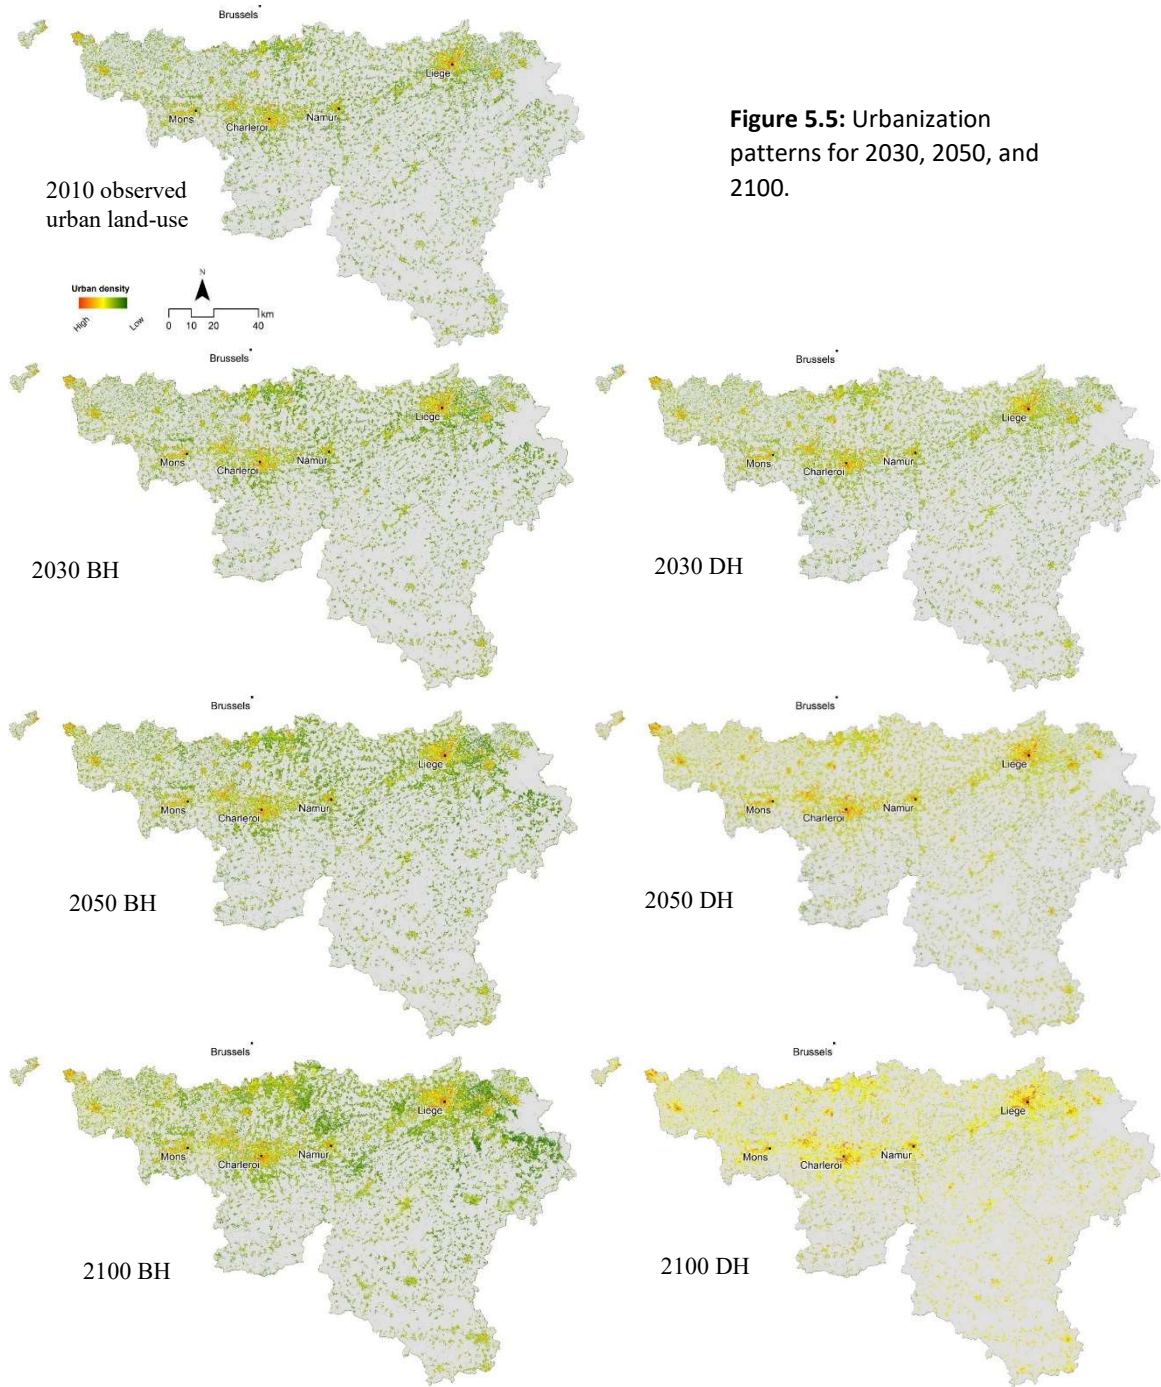 Brussels
Liege
Namur
Mons
Charleroi
Figure 5.5: Urbanization
patterns for 2030, 2050, and
2100.
2010 observed
urban land-use
Urban density
High
Low
N
0 10 20 40 km
Brussels
Liege
Namur
Mons
Charleroi
2030 BH
Brussels
Liege
Namur
Mons
Charleroi
2030 DH
Brussels
Liege
Namur
Mons
Charleroi
2050 BH
Brussels
Liege
Namur
Mons
Charleroi
2050 DH
Brussels
Liege
Namur
Mons
Charleroi
2100 BH
Brussels
Liege
Namur
Mons
Charleroi
2100 DH